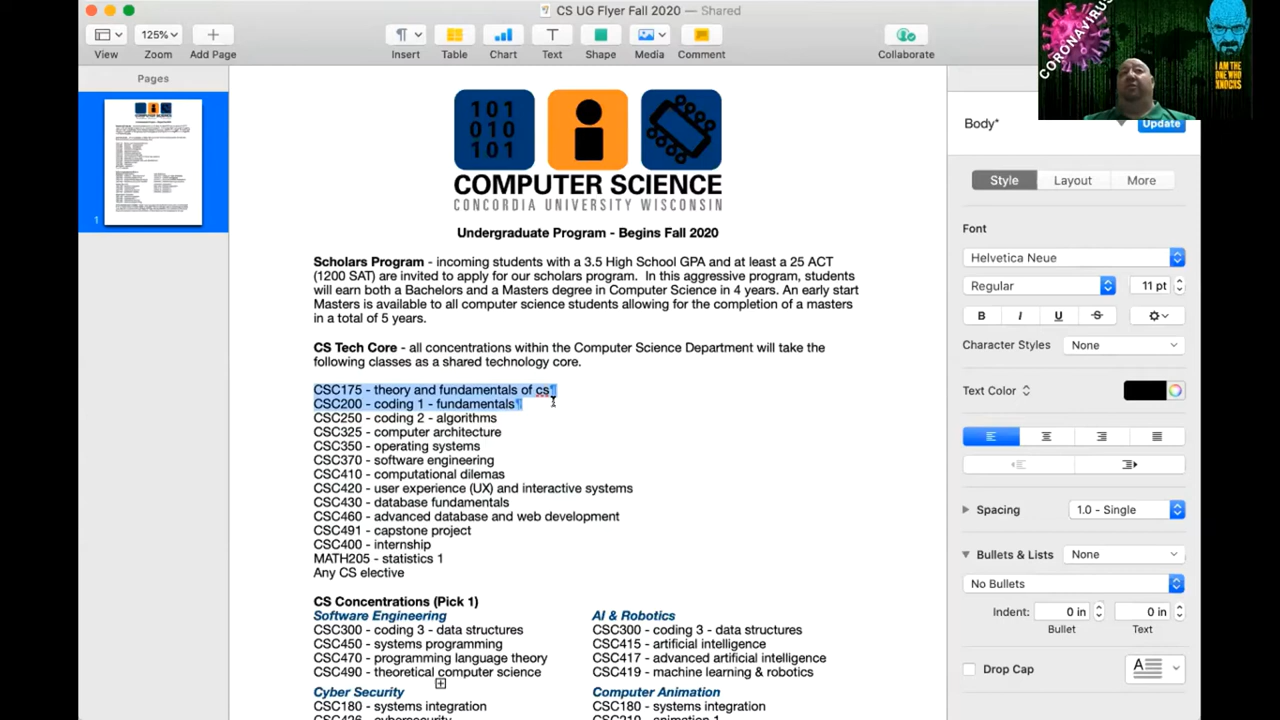 CS UG Flyer Fall 2020 — Shared
125%
View
Zoom
Add Page
Insert
Table
Chart
Text
Shape
Media
Comment
Collaborate
CORONAVIRUS
I AM THE
ONE WHO
KNOCKS
Pages
1
101
010
101
COMPUTER SCIENCE
CONCORDIA UNIVERSITY WISCONSIN
Undergraduate Program - Begins Fall 2020
Scholars Program - incoming students with a 3.5 High School GPA and at least a 25 ACT
(1200 SAT) are invited to apply for our scholars program. In this aggressive program, students
will earn both a Bachelors and a Masters degree in Computer Science in 4 years. An early start
Masters is available to all computer science students allowing for the completion of a masters
in a total of 5 years.
CS Tech Core - all concentrations within the Computer Science Department will take the
following classes as a shared technology core.
CSC175 - theory and fundamentals of cs¶
CSC200 - coding 1 - fundamentals¶
CSC250 - coding 2 - algorithms
CSC325 - computer architecture
CSC350 - operating systems
CSC370 - software engineering
CSC410 - computational dilemas
CSC420 - user experience (UX) and interactive systems
CSC430 - database fundamentals
CSC460 - advanced database and web development
CSC491 - capstone project
CSC400 - internship
MATH205 - statistics 1
Any CS elective
CS Concentrations (Pick 1)
Software Engineering
CSC300 - coding 3 - data structures
CSC450 - systems programming
CSC470 - programming language theory
CSC490 - theoretical computer science
Cyber Security
CSC180 - systems integration
CSC426 - cybersecurity
AI & Robotics
CSC300 - coding 3 - data structures
CSC415 - artificial intelligence
CSC417 - advanced artificial intelligence
CSC419 - machine learning & robotics
Computer Animation
CSC180 - systems integration
CSC210 - animation 1
Body*
Update
Style
Layout
More
Font
Helvetica Neue
Regular
11 pt
B I U S
Character Styles
None
Text Color
Spacing
1.0 - Single
Bullets & Lists
None
No Bullets
Indent:
0 in
0 in
Bullet
Text
Drop Cap
A